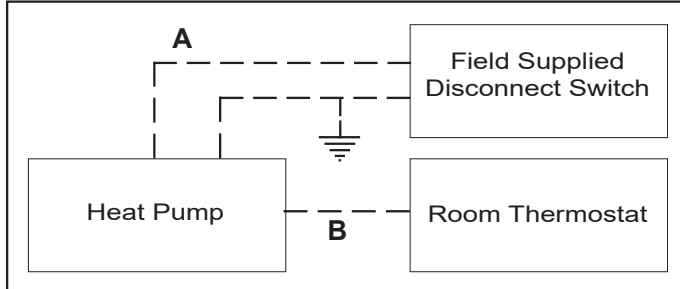 A
Field Supplied
Disconnect Switch
Heat Pump
B
Room Thermostat